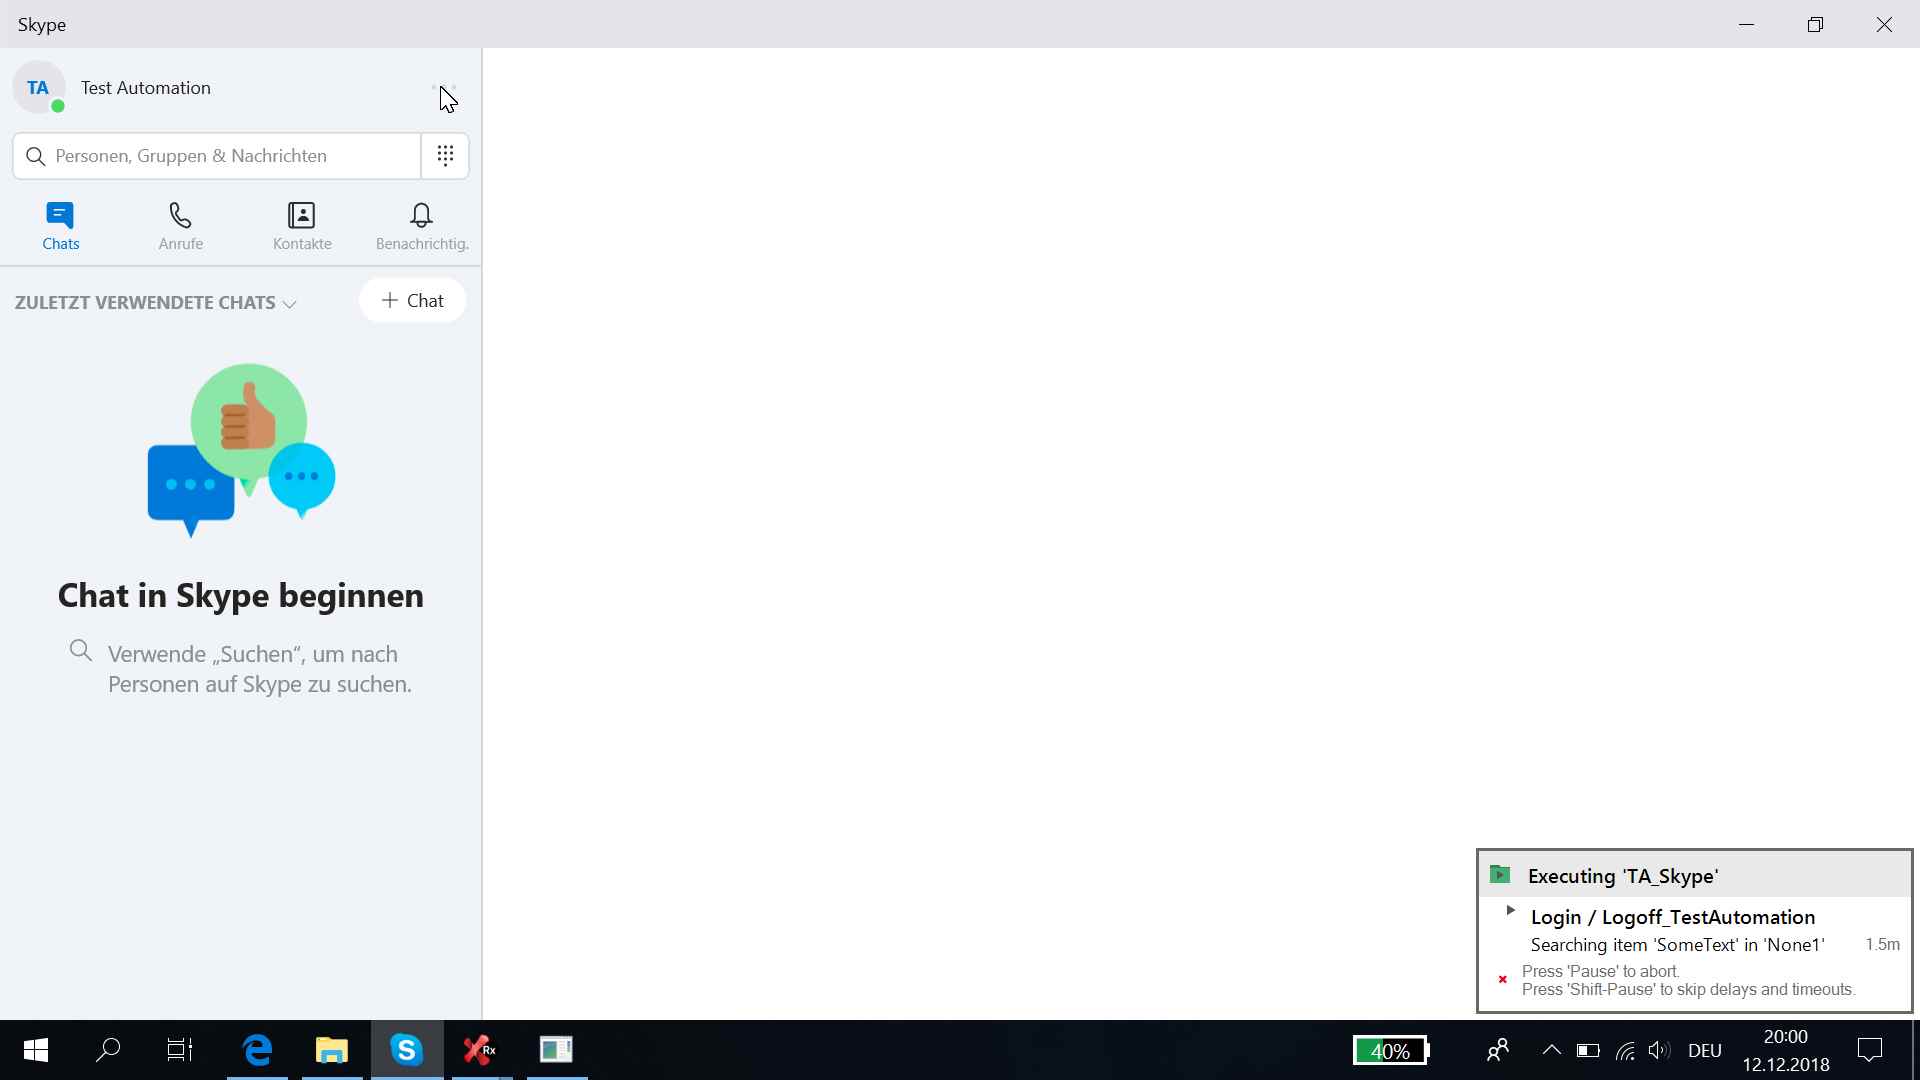 Skype
TA
Test Automation
Personen, Gruppen & Nachrichten
Chats
Anrufe
Kontakte
Benachrichtig.
ZULETZT VERWENDETE CHATS
Chat
Chat in Skype beginnen
Verwende „Suchen“, um nach
Personen auf Skype zu suchen.
Executing 'TA_Skype'
Login / Logoff_TestAutomation
Searching item 'SomeText' in 'None1'
1.5m
Press 'Pause' to abort.
Press 'Shift-Pause' to skip delays and timeouts.
S
Rx
40%
DEU
20:00
12.12.2018